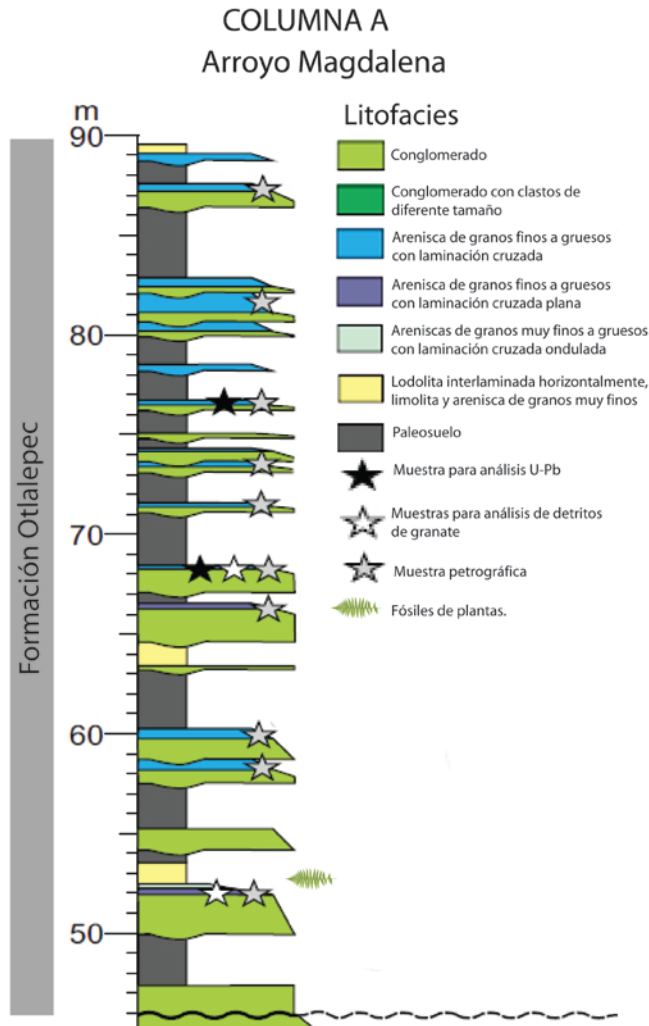 COLUMNA A
Arroyo Magdalena
m
90
80
70
60
50
Formación Otlalepec
Litofacies
Conglomerado
Conglomerado con clastos de
diferente tamaño
Arenisca de granos finos a gruesos
con laminación cruzada
Arenisca de granos finos a gruesos
con laminación cruzada plana
Areniscas de granos muy finos a gruesos
con laminación cruzada ondulada
Lodolita interlaminada horizontalmente,
limolita y arenisca de granos muy finos
Paleosuelo
Muestra para análisis U-Pb
Muestras para análisis de detritos
de granate
Muestra petrográfica
Fósiles de plantas.